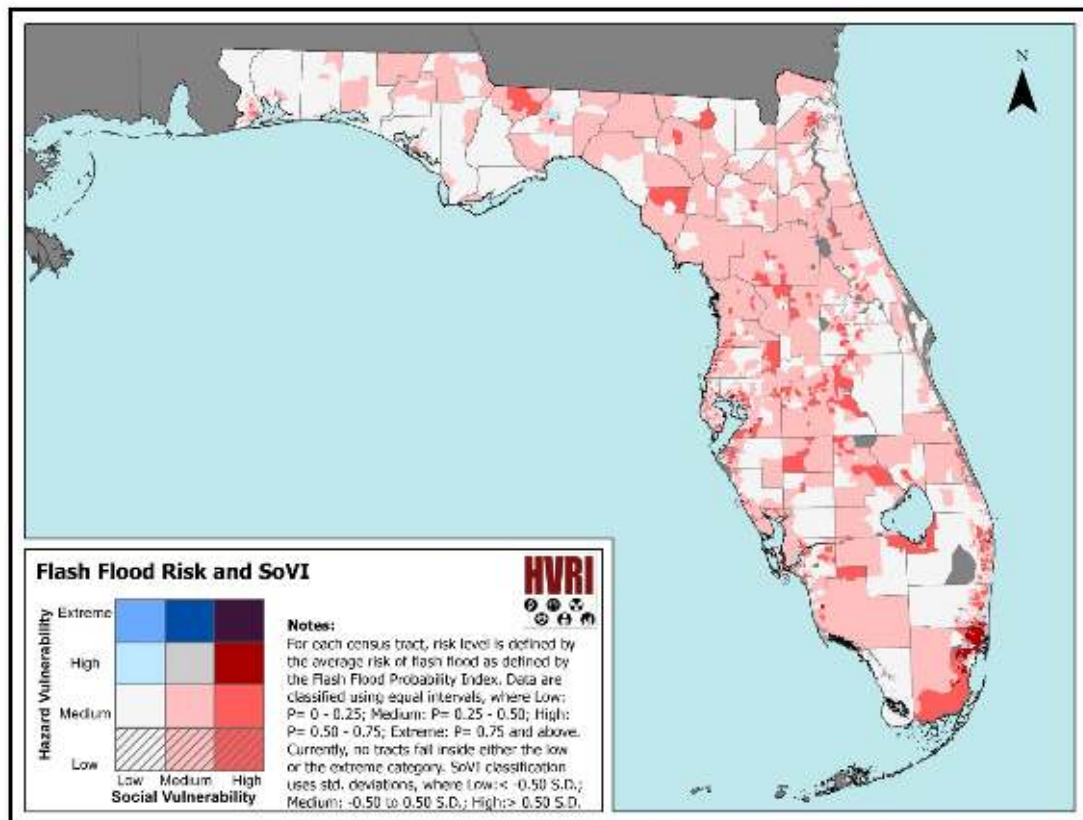 N
Flash Flood Risk and SoVI
HVRI
Hazard Vulnerability
Extreme
High
Medium
Low
Low Medium High
Social Vulnerability
Notes:
For each census tract, risk level is defined by
the average risk of flash flood as defined by
the Flash Flood Probability Index. Data are
classified using equal intervals, where Low:
P= 0 - 0.25; Medium: P= 0.25 - 0.50; High:
P= 0.50 - 0.75; Extreme: P= 0.75 and above.
Currently, no tracts fall inside either the low
or the extreme category. SoVI classification
uses std. deviations, where Low:< -0.50 S.D.;
Medium: -0.50 to 0.50 S.D.; High:> 0.50 S.D.